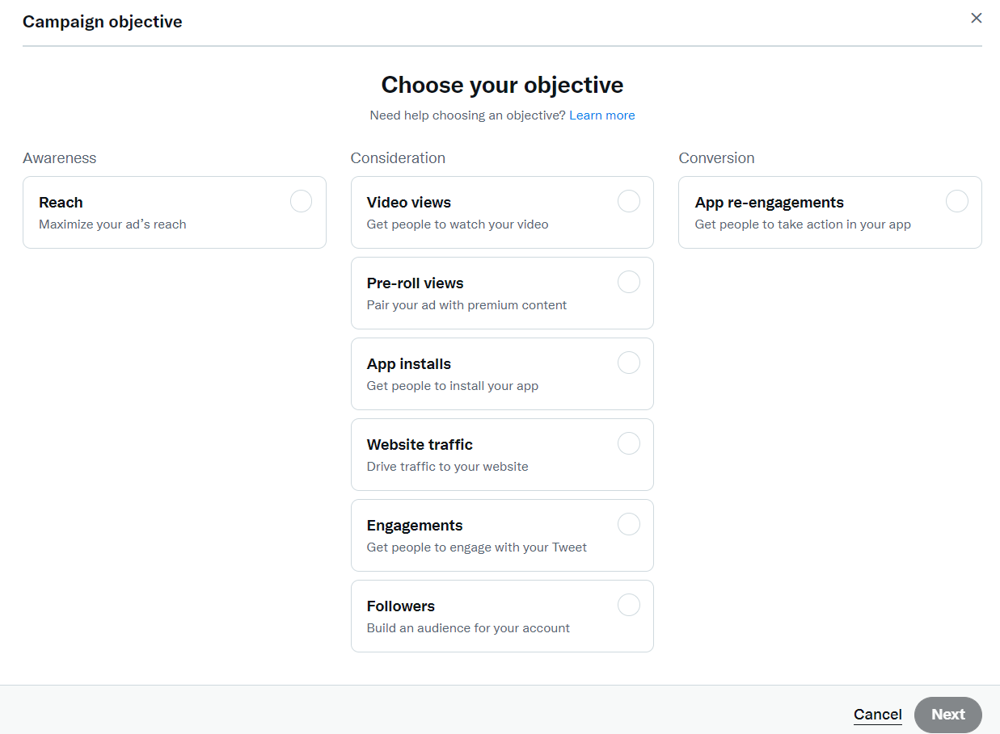 Campaign objective
Choose your objective
Need help choosing an objective? Learn more
Awareness
Reach
Maximize your ad’s reach
Consideration
Video views
Get people to watch your video
Pre-roll views
Pair your ad with premium content
App installs
Get people to install your app
Website traffic
Drive traffic to your website
Engagements
Get people to engage with your Tweet
Followers
Build an audience for your account
Conversion
App re-engagements
Get people to take action in your app
Cancel
Next